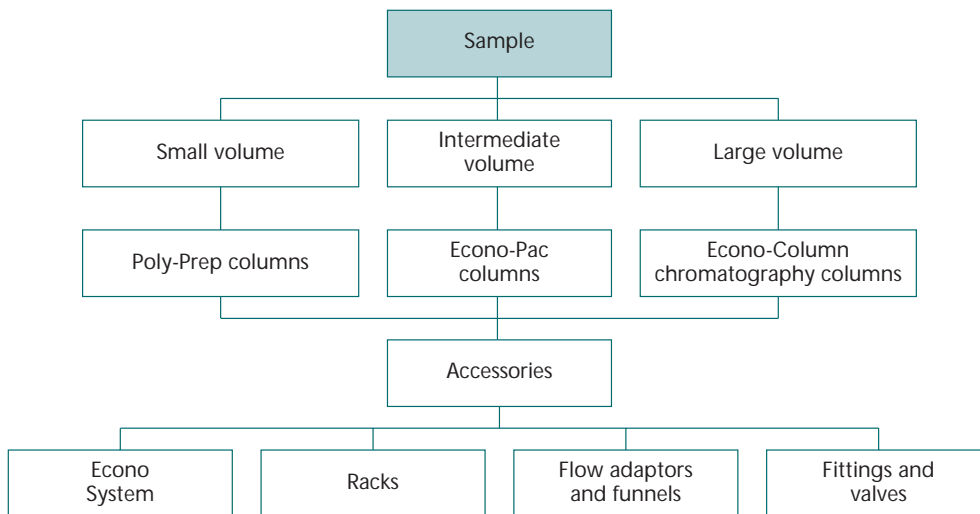 Sample
Small volume
Intermediate
volume
Large volume
Poly-Prep columns
Econo-Pac
columns
Econo-Column
chromatography columns
Accessories
Econo
System
Racks
Flow adaptors
and funnels
Fittings and
valves